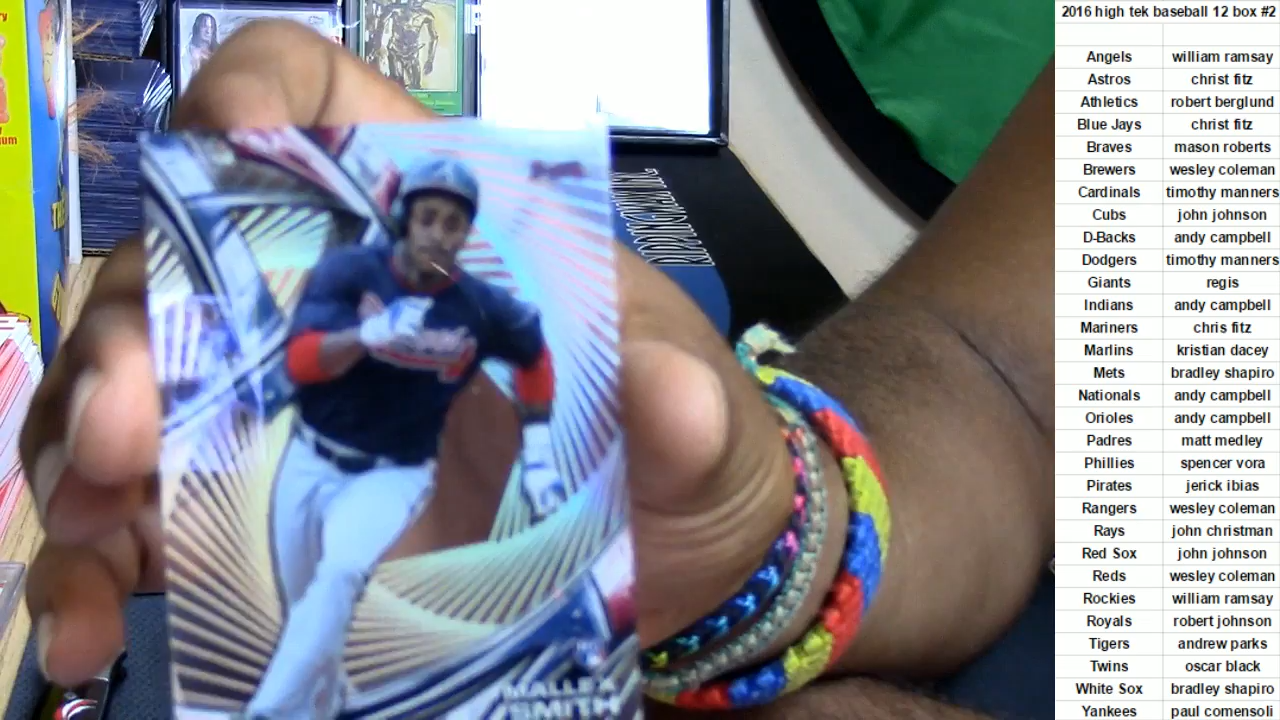 2016 high tek baseball 12 box #2
Angels william ramsay
Astros christ fitz
Athletics robert berglund
Blue Jays christ fitz
Braves mason roberts
Brewers wesley coleman
Cardinals timothy manners
Cubs john johnson
D-Backs andy campbell
Dodgers timothy manners
Giants regis
Indians andy campbell
Mariners chris fitz
Marlins kristian dacey
Mets bradley shapiro
Nationals andy campbell
Orioles andy campbell
Padres matt medley
Phillies spencer vora
Pirates jerick ibias
Rangers wesley coleman
Rays john christman
Red Sox john johnson
Reds wesley coleman
Rockies william ramsay
Royals robert johnson
Tigers andrew parks
Twins oscar black
White Sox bradley shapiro
Yankees paul comensoli
MALLEX
SMITH